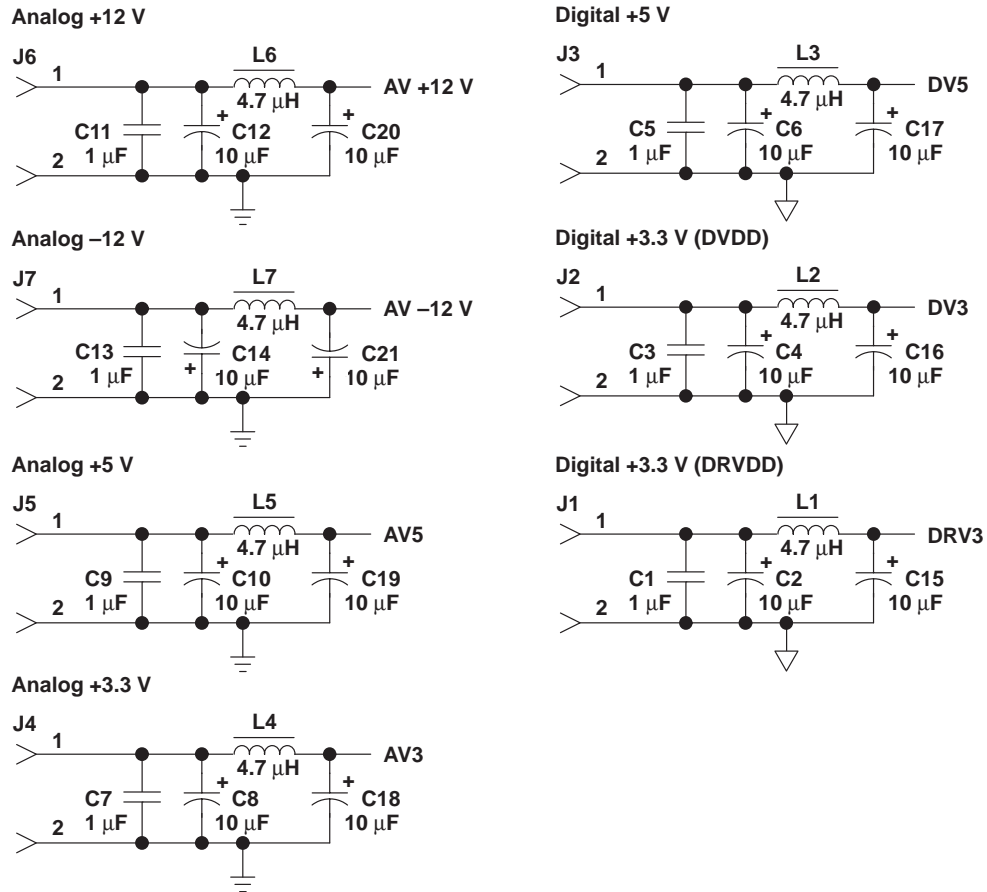 Analog +12 V
J6
1
L6
4.7 μH
AV +12 V
+
+
C11
1 μF
C12
10 μF
C20
10 μF
2
Analog –12 V
J7
1
L7
4.7 μH
AV –12 V
C13
1 μF
C14
10 μF
C21
10 μF
+
+
2
Analog +5 V
J5
1
L5
4.7 μH
AV5
+
+
C9
1 μF
C10
10 μF
C19
10 μF
2
Analog +3.3 V
J4
1
L4
4.7 μH
AV3
+
+
C7
1 μF
C8
10 μF
C18
10 μF
2
Digital +5 V
J3
1
L3
4.7 μH
DV5
+
+
C5
1 μF
C6
10 μF
C17
10 μF
2
Digital +3.3 V (DVDD)
J2
1
L2
4.7 μH
DV3
+
+
C3
1 μF
C4
10 μF
C16
10 μF
2
Digital +3.3 V (DRVDD)
J1
1
L1
4.7 μH
DRV3
+
+
C1
1 μF
C2
10 μF
C15
10 μF
2